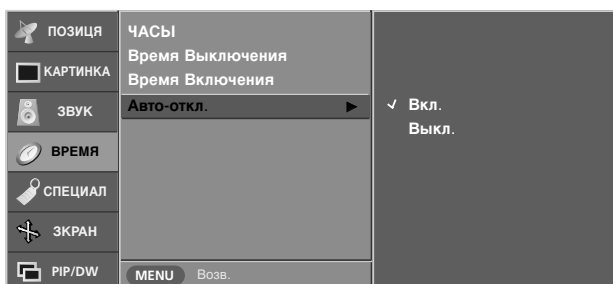 ПОЗИЦЯ
КАРТИНКА
ЗВУК
ВРЕМЯ
СПЕЦИАЛ
ЗКРАН
PIP/DW
ЧАСЫ
Время Выключения
Время Включения
Авто-откл. ►
MENU Возв.
✓ Вкл.
Выкл.